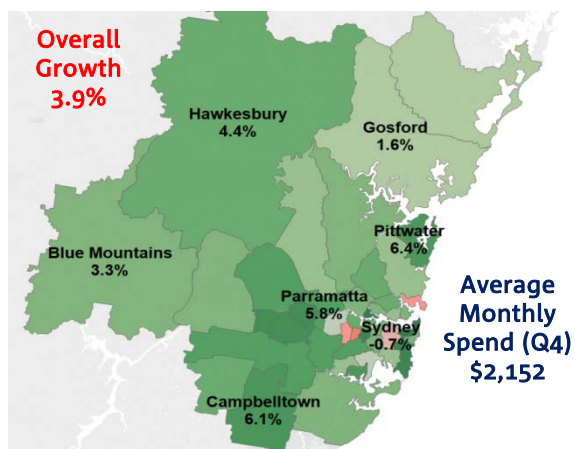 Overall
Growth
3.9%
Hawkesbury
4.4%
Gosford
1.6%
Pittwater
6.4%
Blue Mountains
3.3%
Parramatta
5.8%
Sydney
-0.7%
Average
Monthly
Spend (Q4)
$2,152
Campbelltown
6.1%